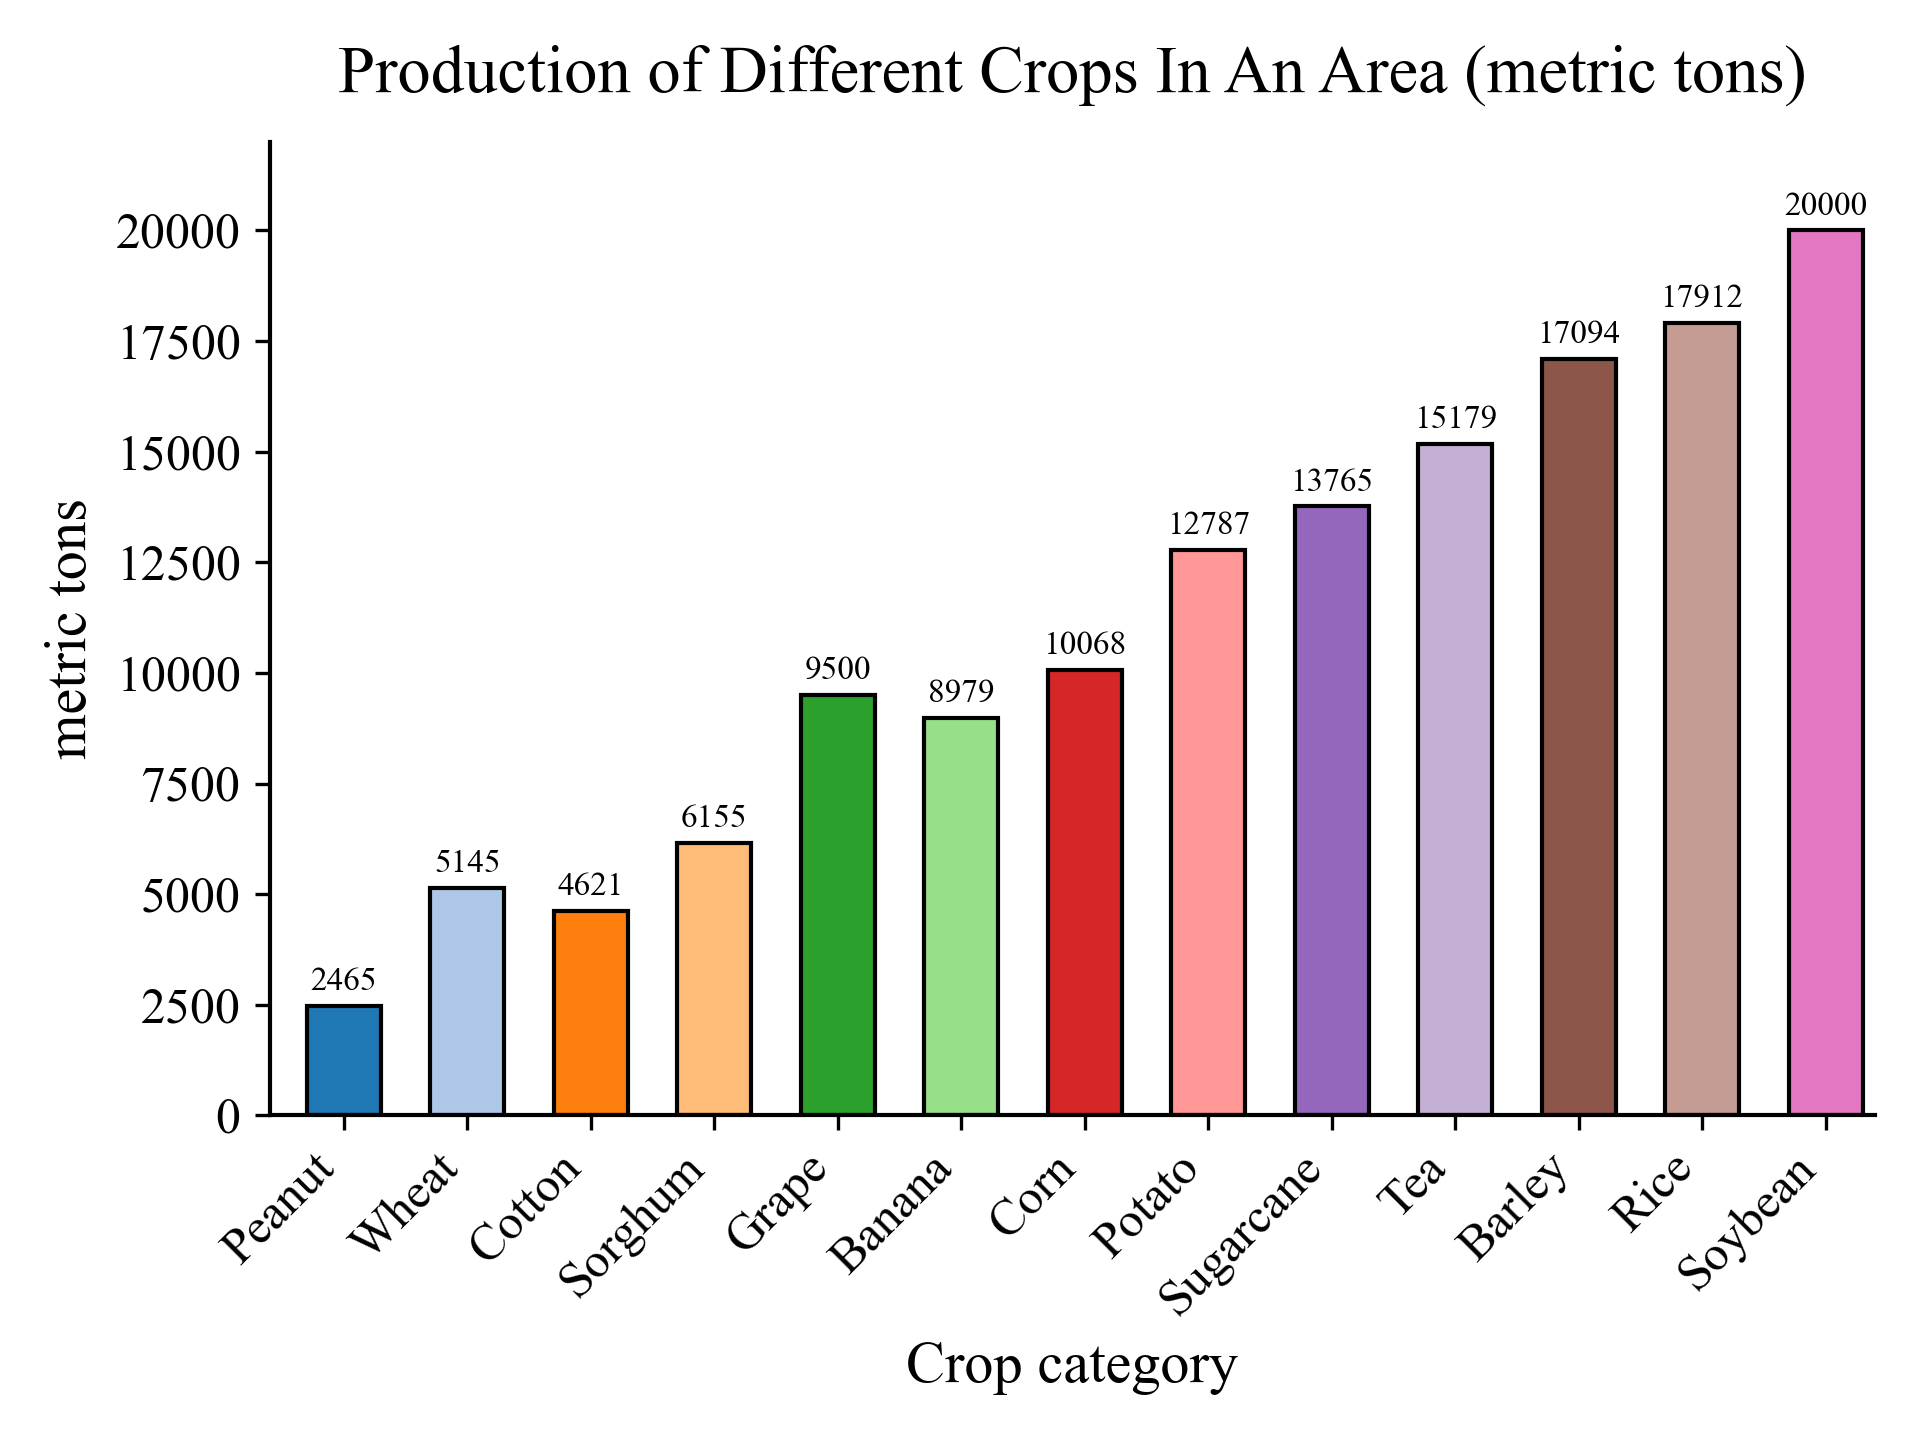 Production of Different Crops In An Area (metric tons)
metric tons
20000
17500
15000
12500
10000
7500
5000
2500
0
2465
5145
4621
6155
9500
8979
10068
12787
13765
15179
17094
17912
20000
Peanut
Wheat
Cotton
Sorghum
Grape
Banana
Corn
Potato
Sugarcane
Tea
Barley
Rice
Soybean
Crop category